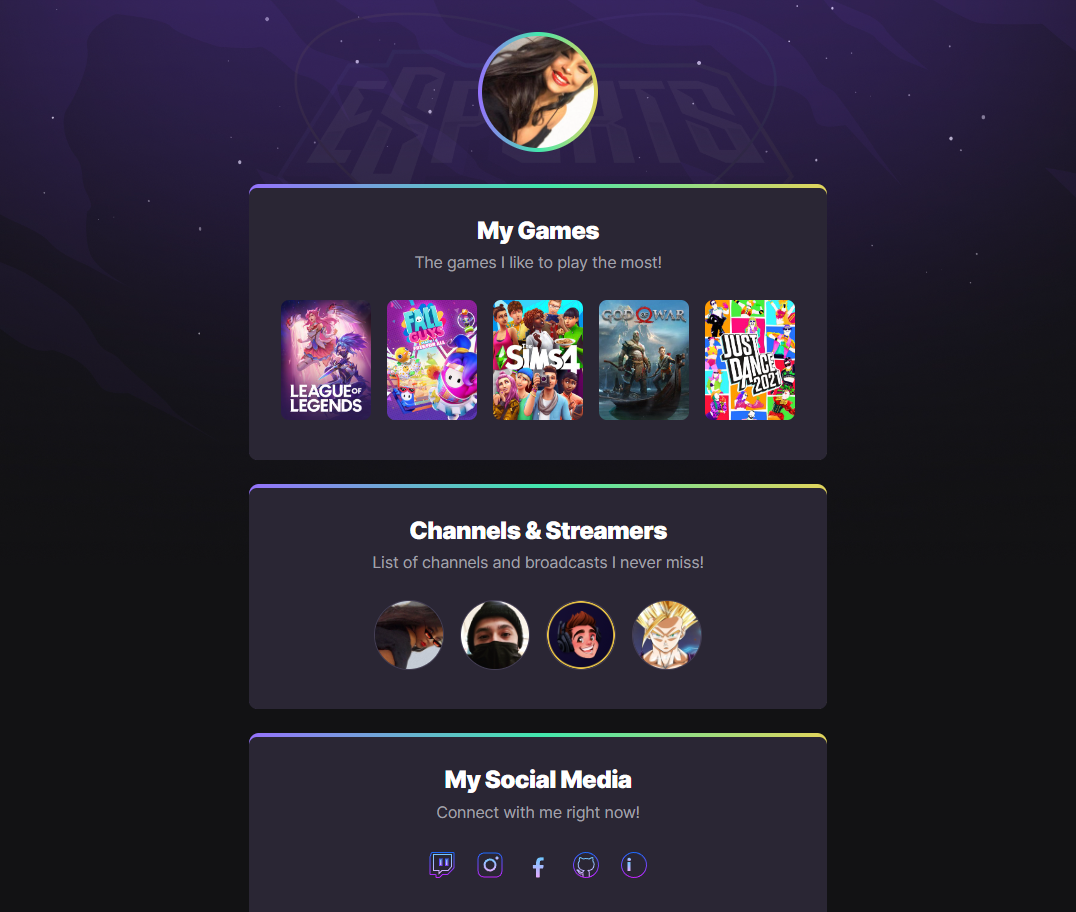 ESPORTS
My Games
The games I like to play the most!
LEAGUE OF
LEGENDS
FALL
GUYS
THE SIMS 4
GOD OF WAR
JUST
DANCE
2021
Channels & Streamers
List of channels and broadcasts I never miss!
My Social Media
Connect with me right now!